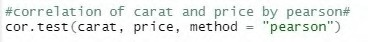 #correlation of carat and price by pearson#
cor.test(carat, price, method = "pearson")